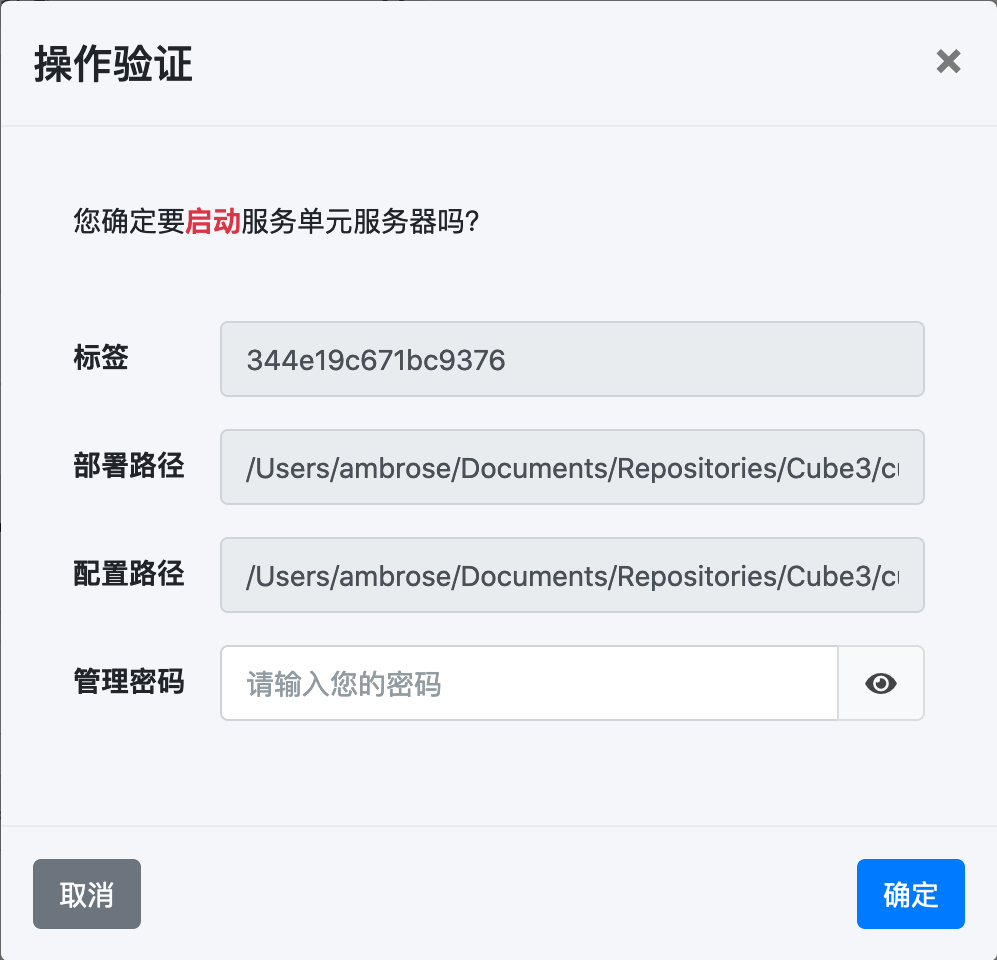 操作验证
您确定要启动服务单元服务器吗?
标签 344e19c671bc9376
部署路径 /Users/ambrose/Documents/Repositories/Cube3/c
配置路径 /Users/ambrose/Documents/Repositories/Cube3/c
管理密码 请输入您的密码
取消 确定